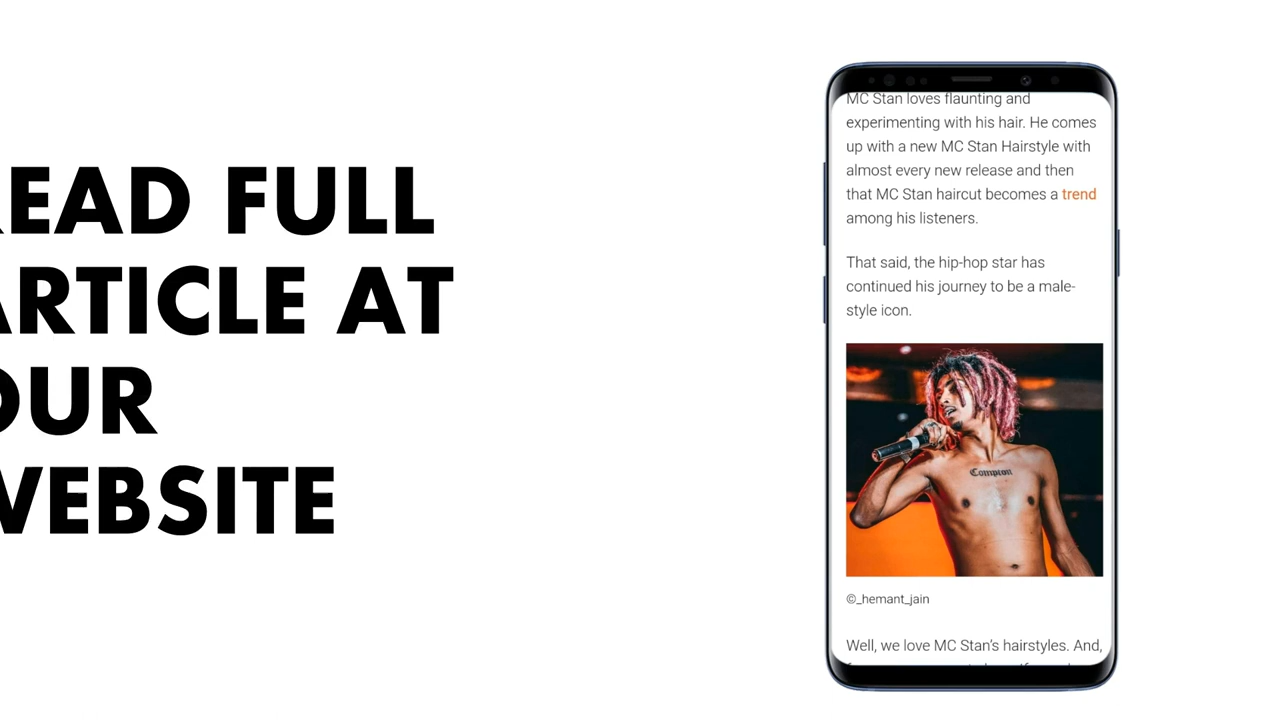 READ FULL
ARTICLE AT
OUR
WEBSITE
MC Stan loves flaunting and
experimenting with his hair. He comes
up with a new MC Stan Hairstyle with
almost every new release and then
that MC Stan haircut becomes a trend
among his listeners.
That said, the hip-hop star has
continued his journey to be a male-
style icon.
Compton
©_hemant_jain
Well, we love MC Stan's hairstyles. And,